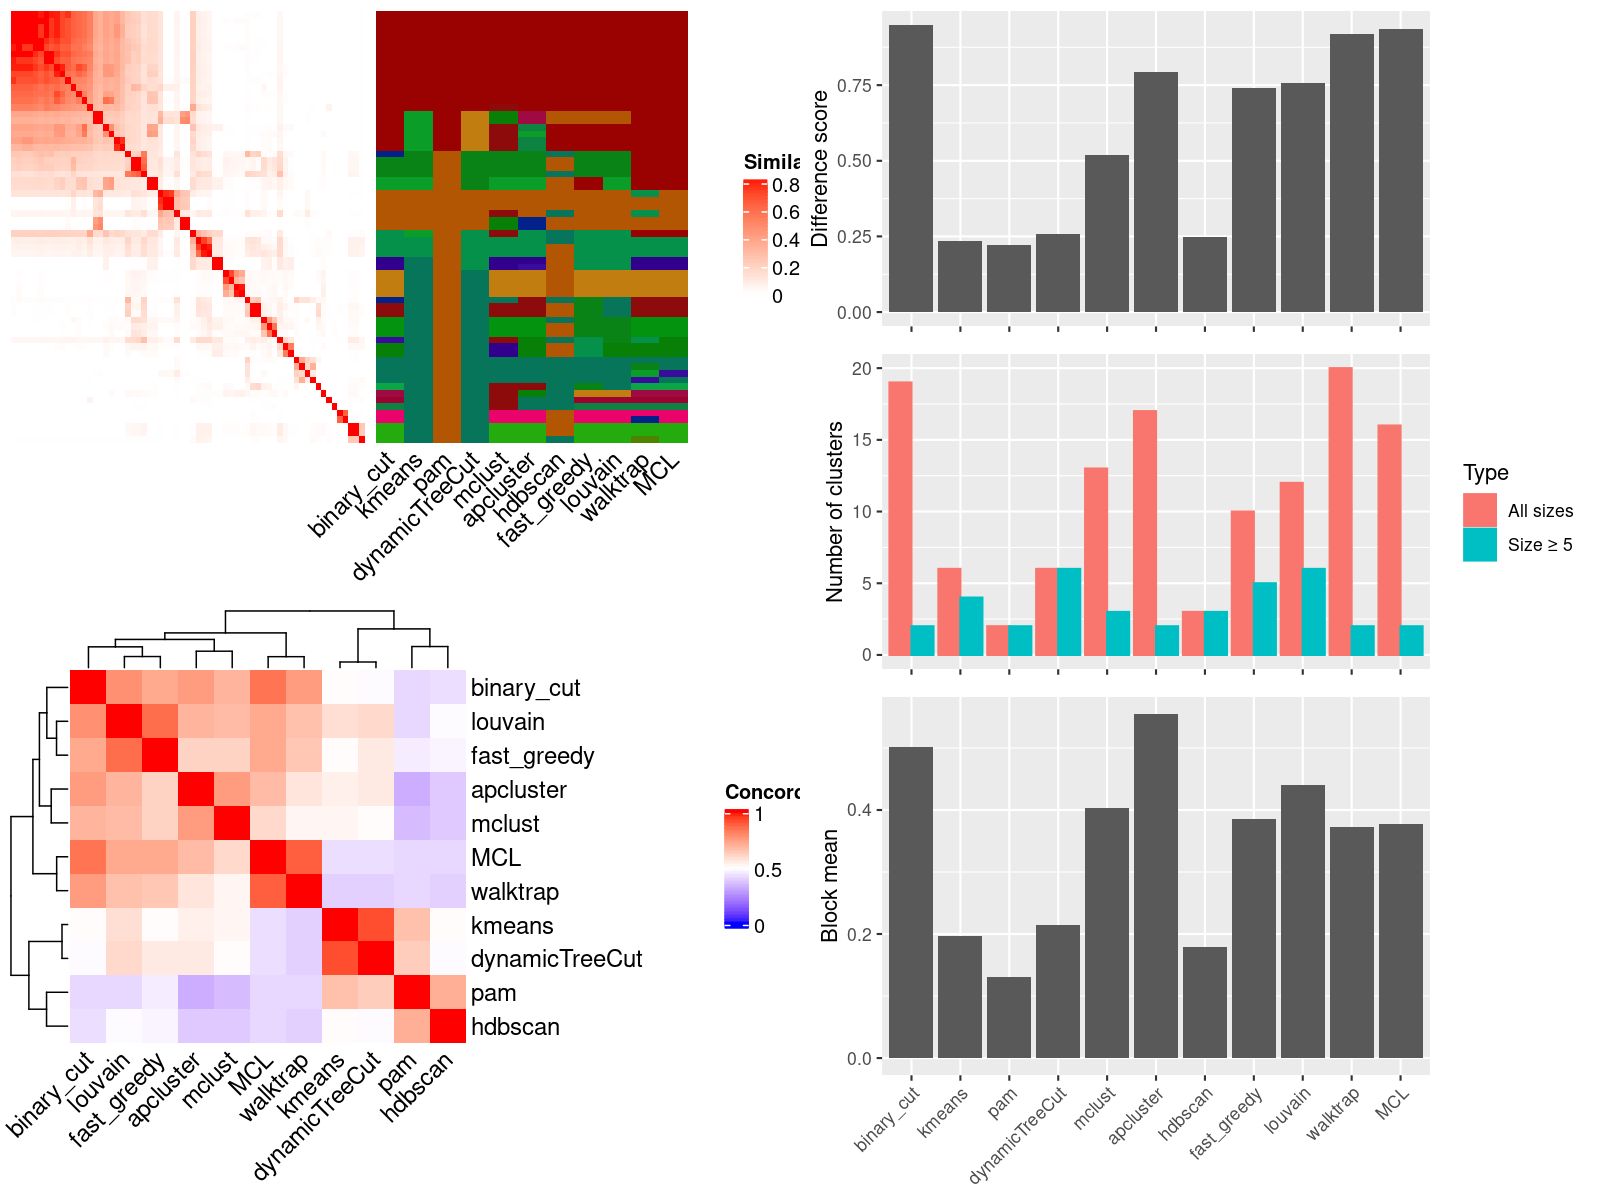 Simila
0.8
0.6
0.4
0.2
0
binary_cut
kmeans
pam
dynamicTreeCut
mclust
apcluster
hdbscan
fast_greedy
louvain
walktrap
MCL
binary_cut
louvain
fast_greedy
apcluster
mclust
MCL
walktrap
kmeans
dynamicTreeCut
pam
hdbscan
binary_cut
louvain
fast_greedy
apcluster
mclust
MCL
walktrap
kmeans
dynamicTreeCut
pam
hdbscan
Concord
1
0.5
0
Difference score
0.75
0.50
0.25
0.00
Number of clusters
20
15
10
5
0
Type
All sizes
Size ≥ 5
Block mean
0.4
0.2
0.0
binary_cut
kmeans
pam
dynamicTreeCut
mclust
apcluster
hdbscan
fast_greedy
louvain
walktrap
MCL